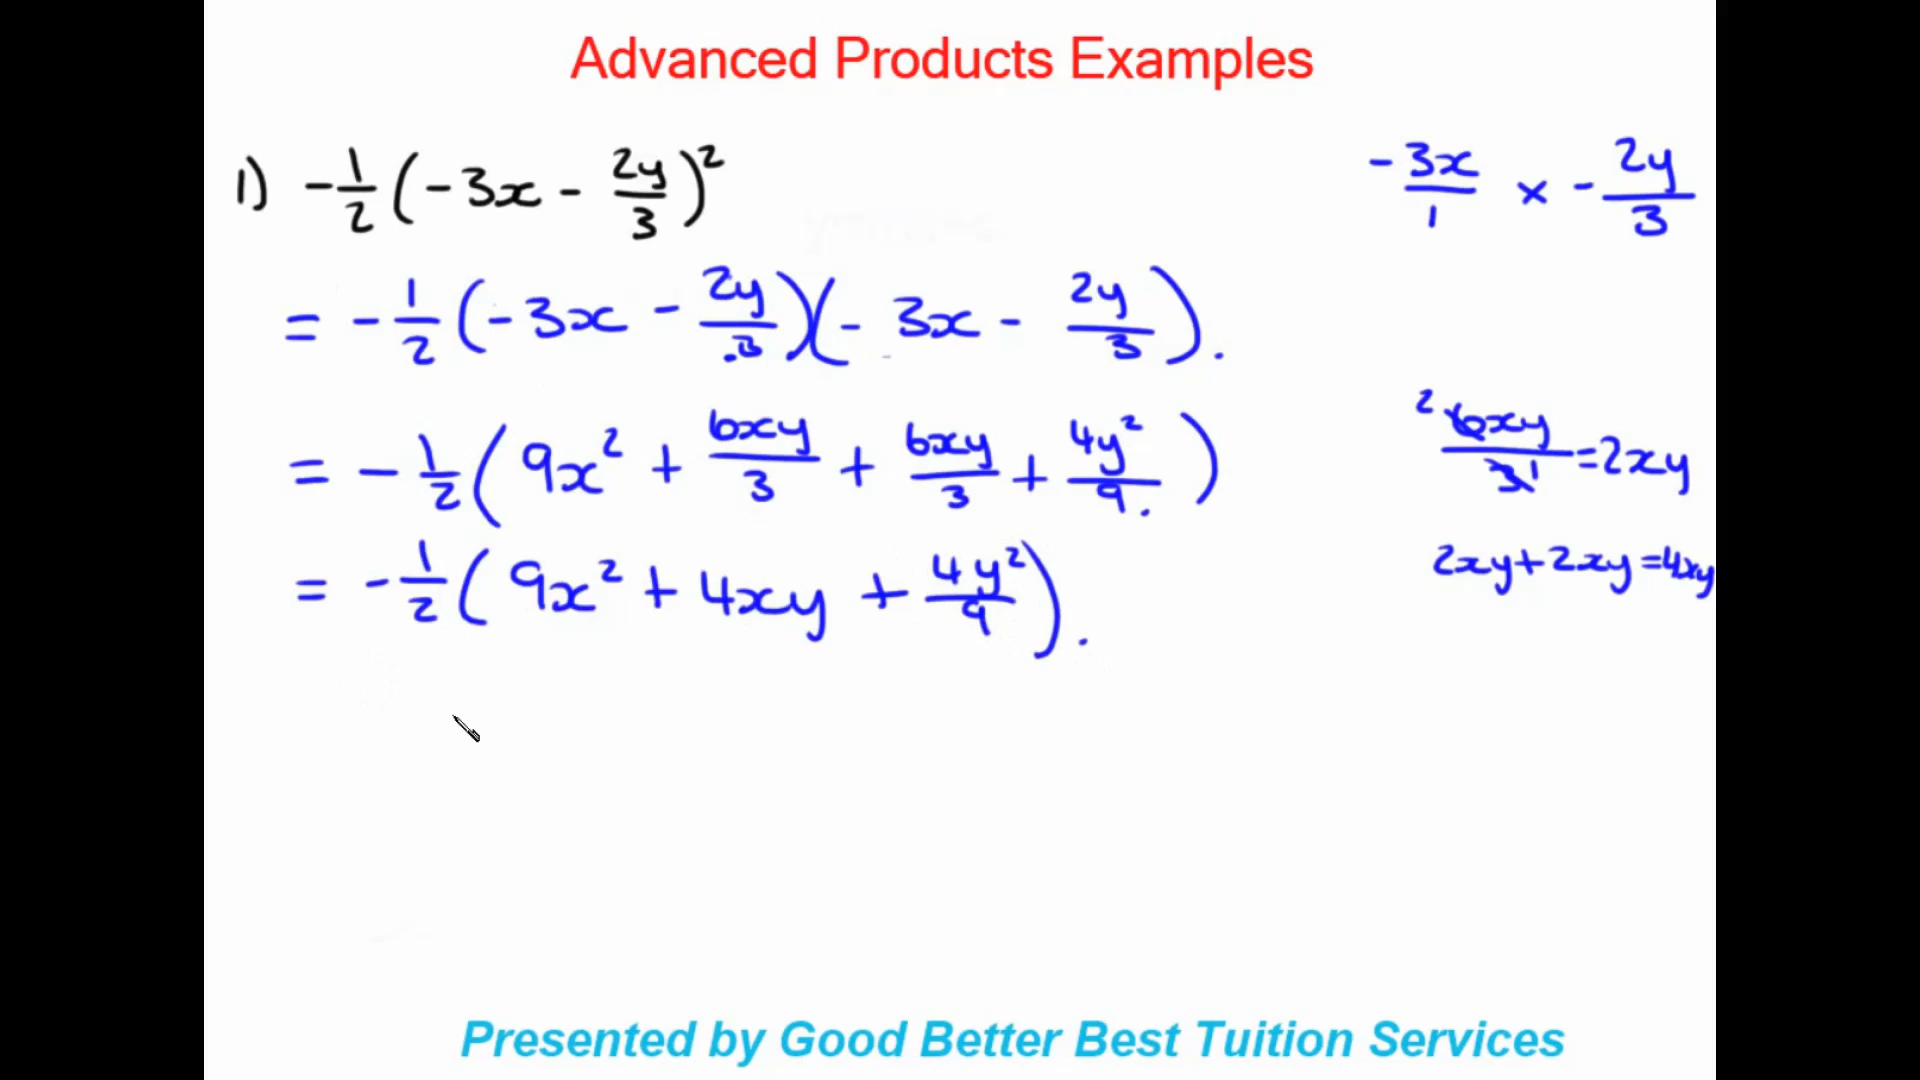 Advanced Products Examples
1) -1/2 (-3x - 2y/3)²
-3x/1 × -2y/3
= -1/2 (-3x - 2y/3)(-3x - 2y/3).
= -1/2 (9x² + 6xy/3 + 6xy/3 + 4y²/9.)
2 6xy/3 1 = 2xy
= -1/2 (9x² + 4xy + 4y²/9).
2xy + 2xy = 4xy
Presented by Good Better Best Tuition Services